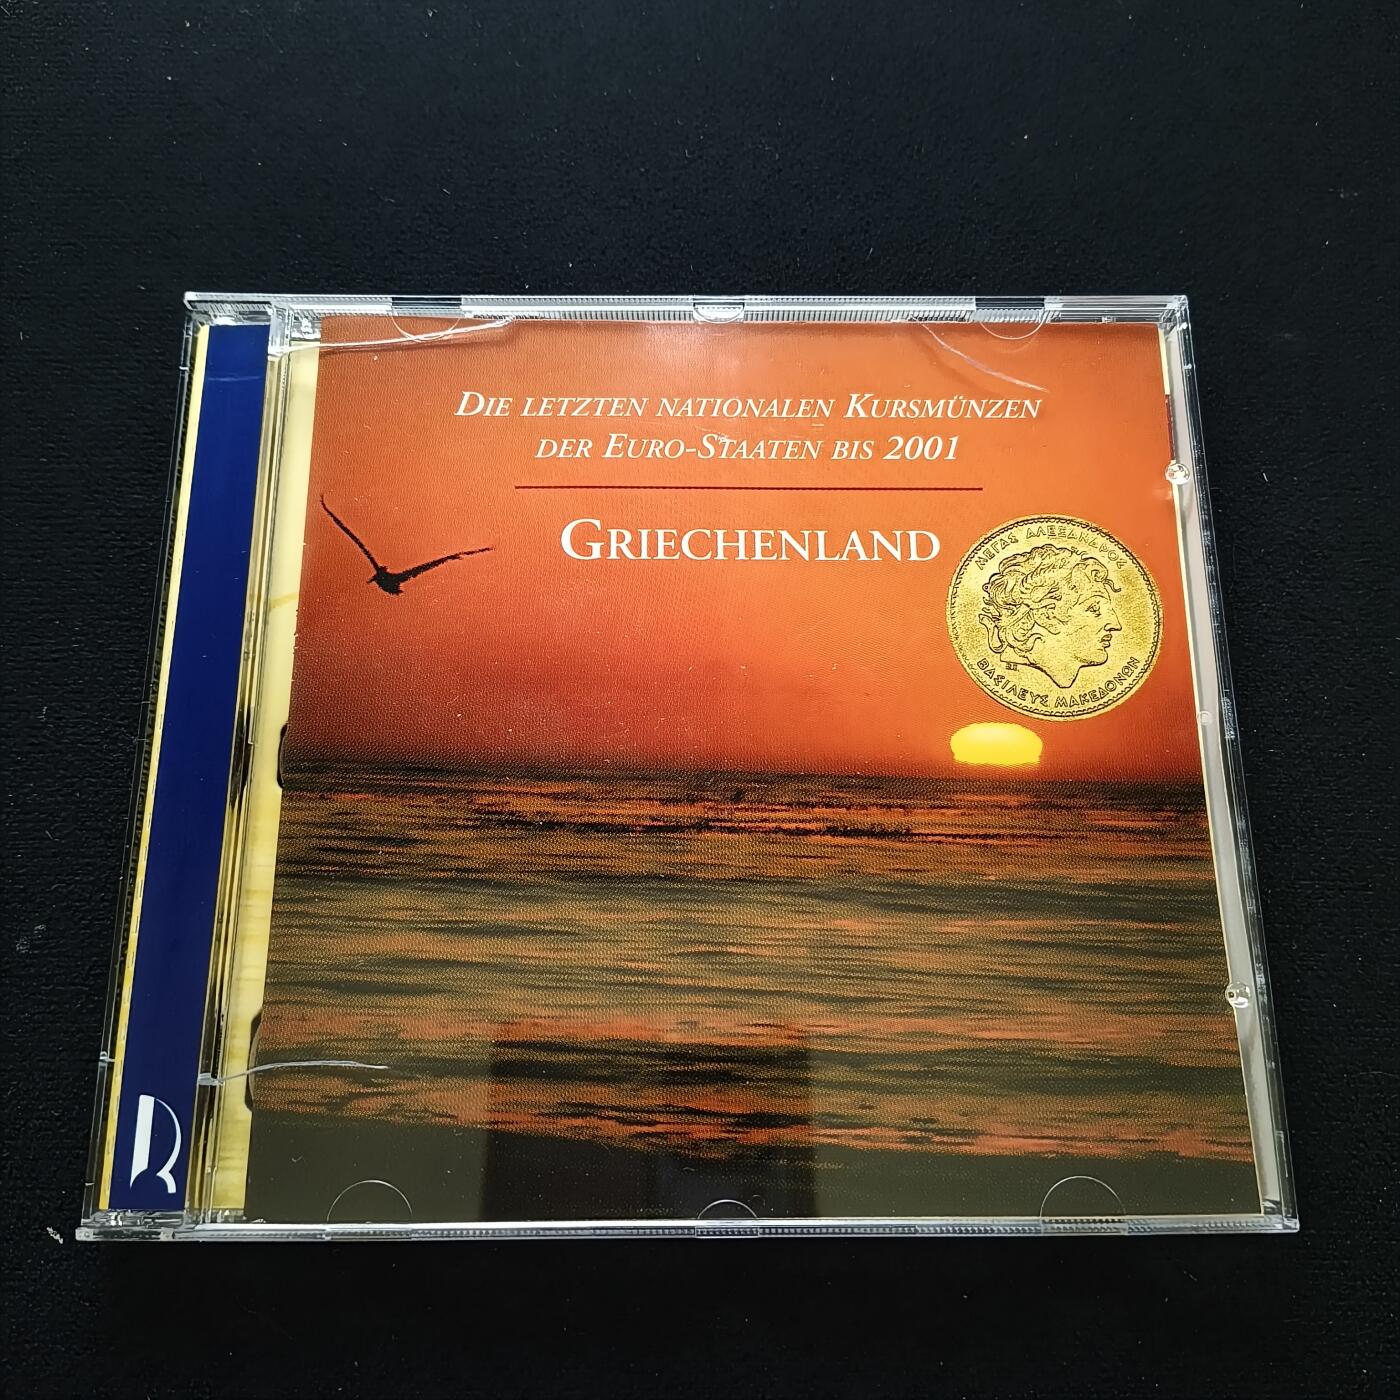 DIE LETZTEN NATIONALEN KURSMÜNZEN
DER EURO-STAATEN BIS 2001
GRIECHENLAND
ΜΕΓΑΣ ΑΛΕΞΑΝΔΡΟΣ
ΒΑΣΙΛΕΥΣ ΜΑΚΕΔΟΝΩΝ
R